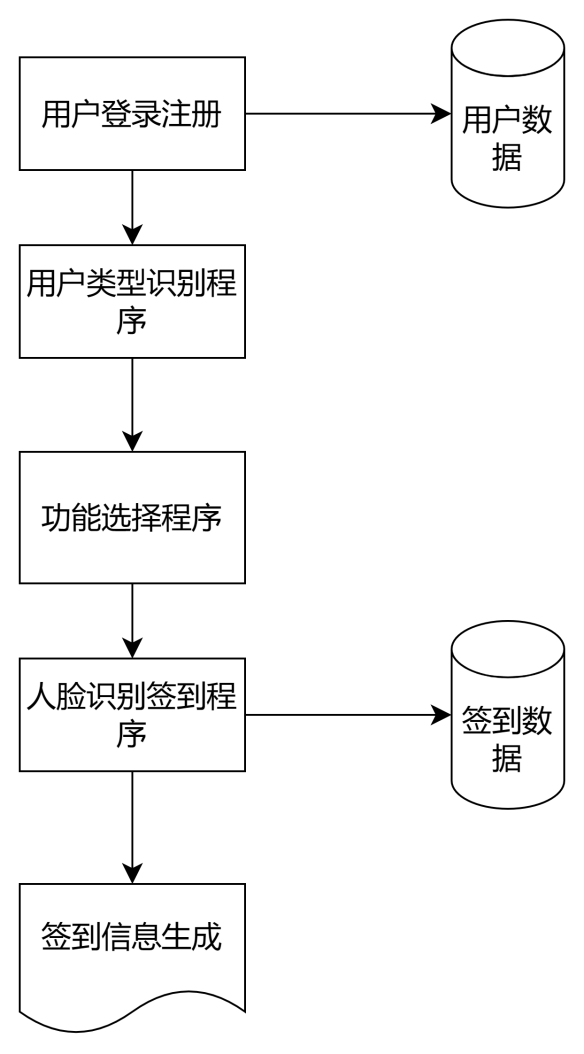 用户登录注册
用户数
据
用户类型识别程
序
功能选择程序
人脸识别签到程
序
签到数
据
签到信息生成